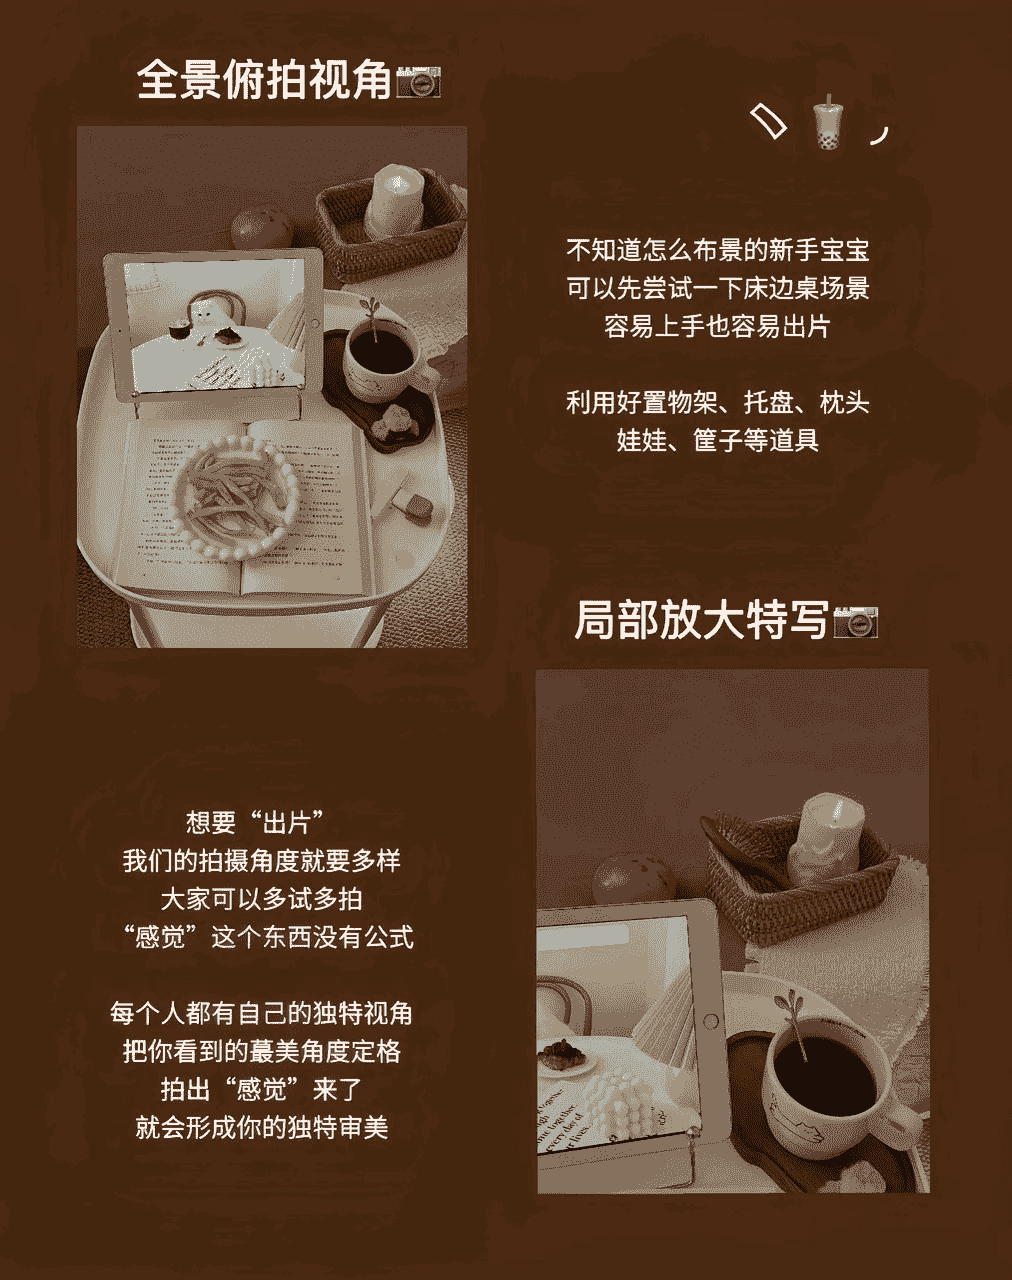 全景俯拍视角📷
不知道怎么布景的新手宝宝
可以先尝试一下床边桌场景
容易上手也容易出片
利用好置物架、托盘、枕头
娃娃、筐子等道具
局部放大特写📷
想要“出片”
我们的拍摄角度就要多样
大家可以多试多拍
“感觉”这个东西没有公式
每个人都有自己的独特视角
把你看到的蕞美角度定格
拍出“感觉”来了
就会形成你的独特审美
together
me together
every day of
r lives.